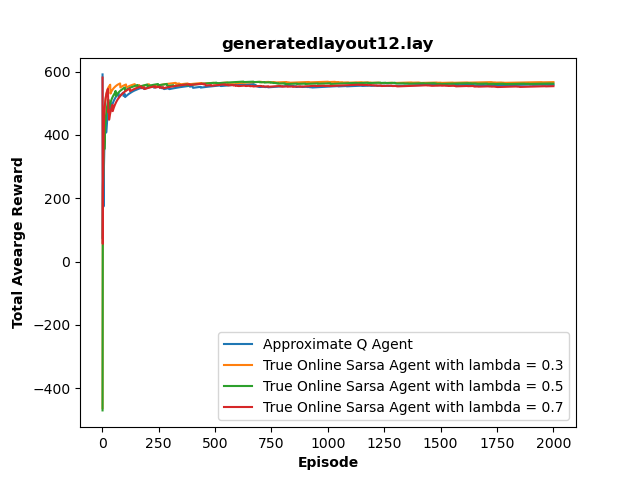 generatedlayout12.lay
Total Avearge Reward
600
400
200
0
−200
−400
Approximate Q Agent
True Online Sarsa Agent with lambda = 0.3
True Online Sarsa Agent with lambda = 0.5
True Online Sarsa Agent with lambda = 0.7
0 250 500 750 1000 1250 1500 1750 2000
Episode